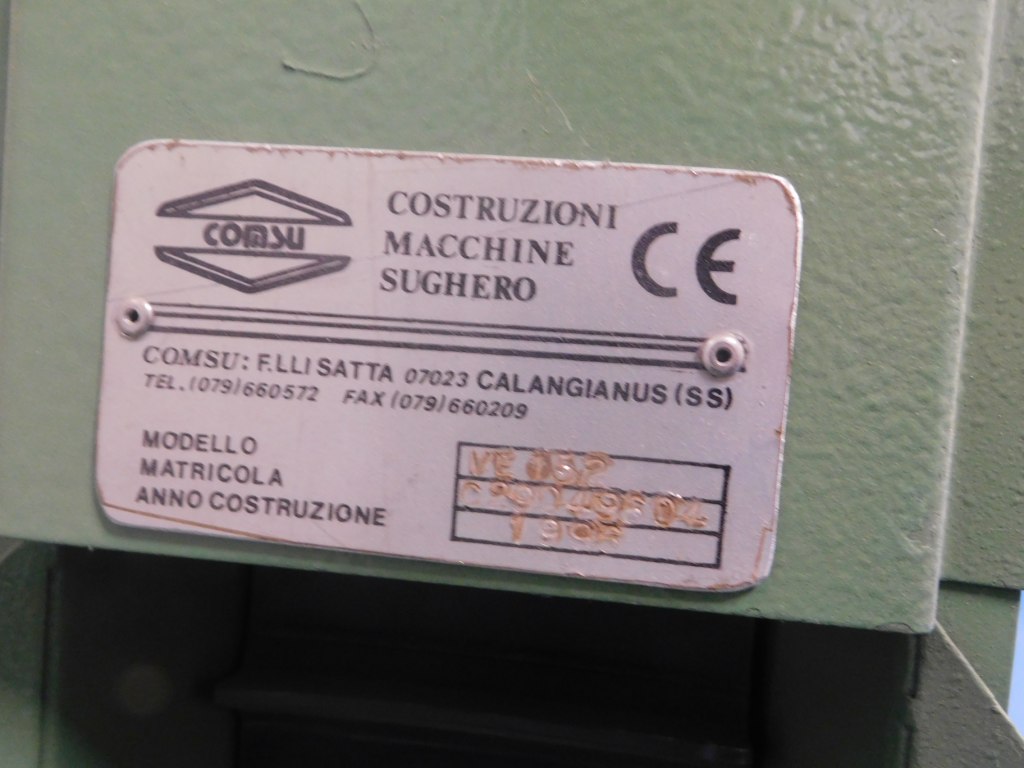 COMSU
COSTRUZIONI
MACCHINE
SUGHERO
CE
COMSU: F.LLI SATTA 07023 CALANGIANUS (SS)
TEL. (079)660572 FAX (079)660209
MODELLO VE
MATRICOLA
ANNO COSTRUZIONE